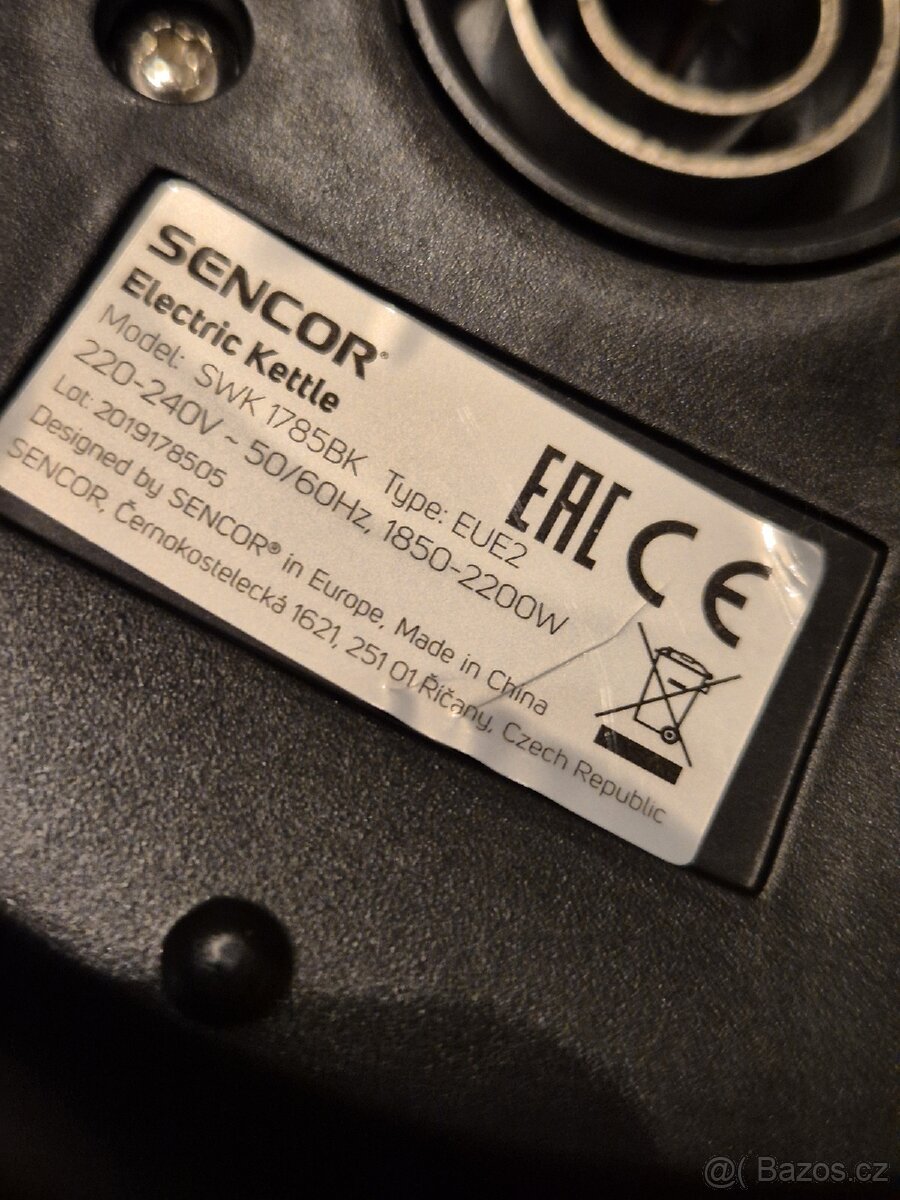 SENCOR®
Electric Kettle
Model: SWK 1785BK Type: EUE2
220-240V ~ 50/60Hz, 1850-2200W
Lot: 2019178505
Designed by SENCOR® in Europe, Made in China
SENCOR, Černokostelecká 1621, 251 01 Říčany, Czech Republic
EAC CE
@( Bazos.cz